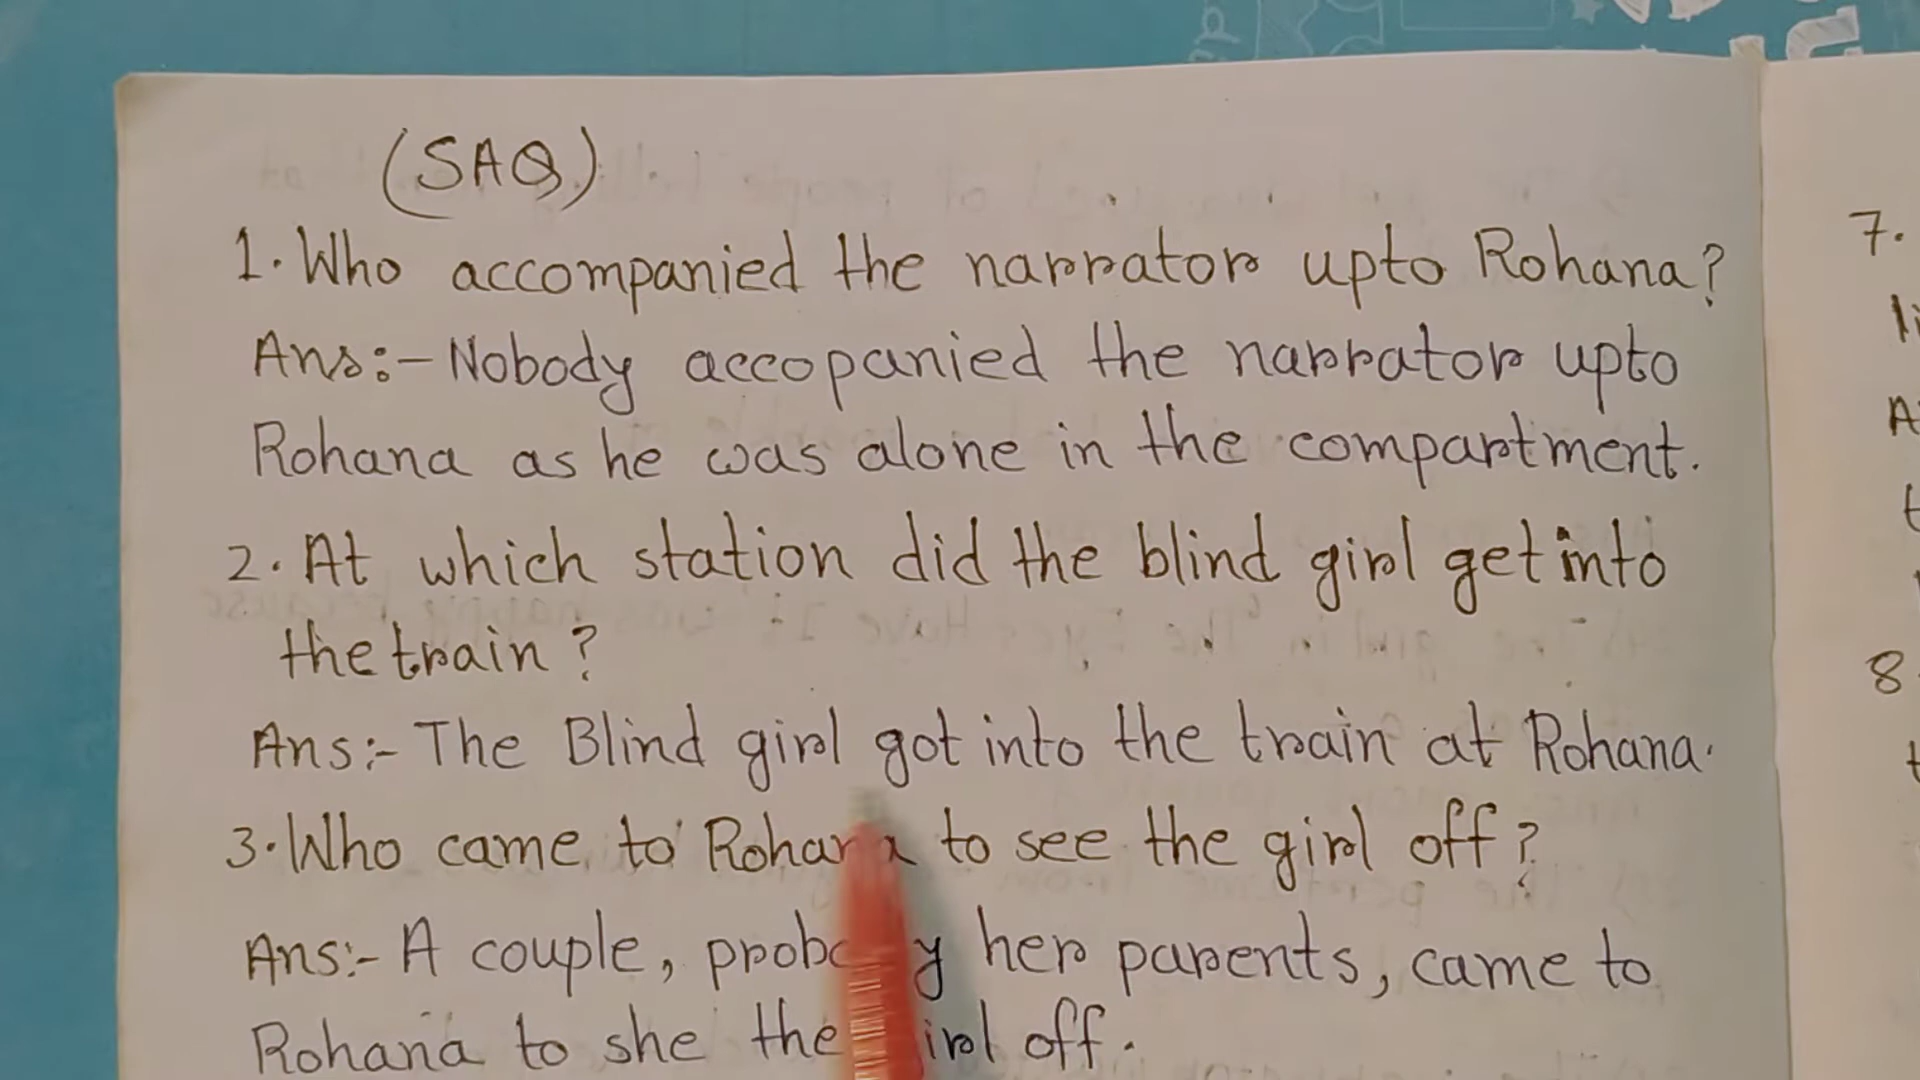 (SAQ)
1. Who accompanied the narrator upto Rohana?
Ans:- Nobody accopanied the narrator upto
Rohana as he was alone in the compartment.
2. At which station did the blind girl get into
the train?
Ans:- The Blind girl got into the train at Rohana.
3. Who came to Rohana to see the girl off?
Ans:- A couple, probably her parents, came to
Rohana to she the girl off.
7.
8.